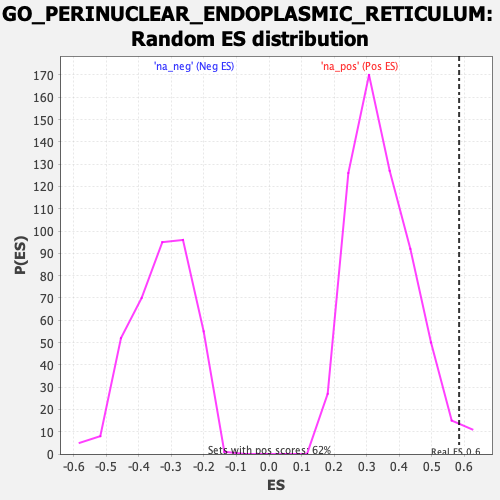 GO_PERINUCLEAR_ENDOPLASMIC_RETICULUM:
Random ES distribution
'na_neg' (Neg ES)
'na_pos' (Pos ES)
170
160
150
140
130
120
110
100
90
80
70
60
50
40
30
20
10
0
P(ES)
Sets with pos scores: 62%
Real ES 0.6
-0.6 -0.5 -0.4 -0.3 -0.2 -0.1 0.0 0.1 0.2 0.3 0.4 0.5 0.6
ES